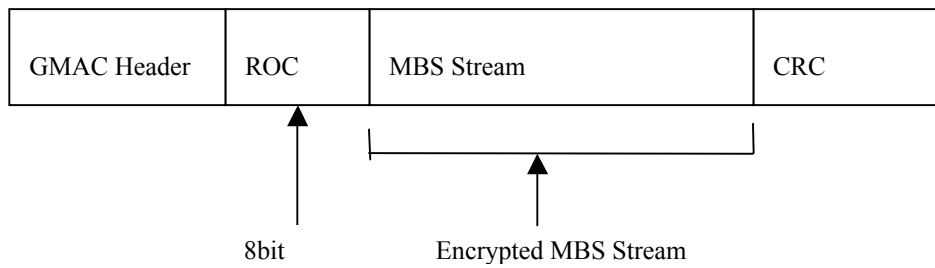 GMAC Header
ROC
MBS Stream
CRC
8bit
Encrypted MBS Stream